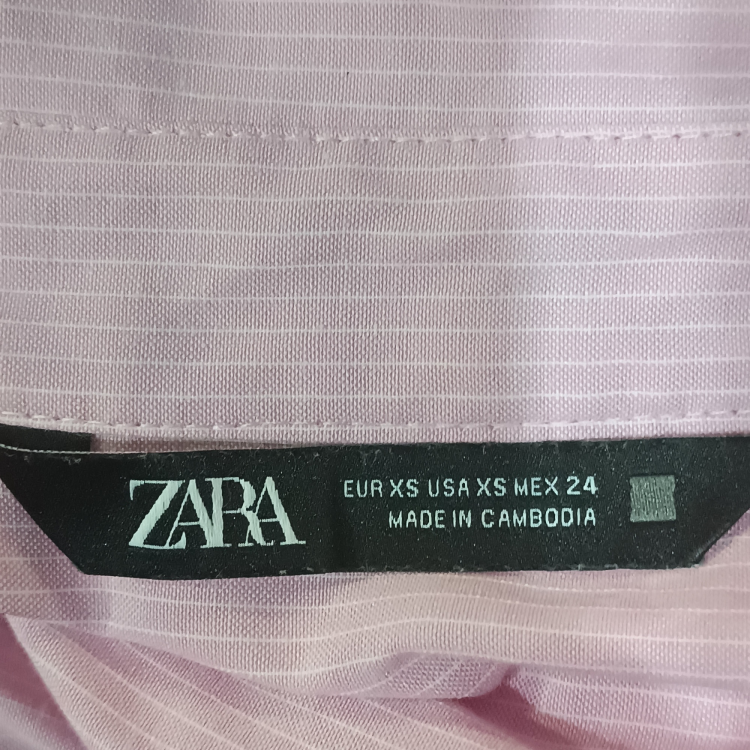 ZARA
EUR XS USA XS MEX 24
MADE IN CAMBODIA